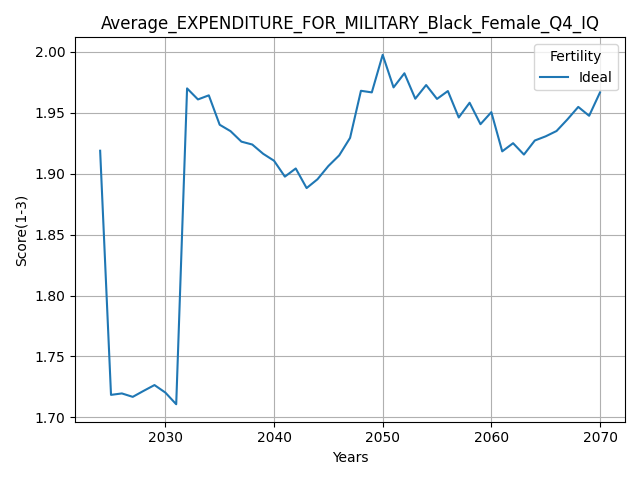 Average_EXPENDITURE_FOR_MILITARY_Black_Female_Q4_IQ
Fertility
Ideal
Score(1-3)
2.00
1.95
1.90
1.85
1.80
1.75
1.70
2030 2040 2050 2060 2070
Years